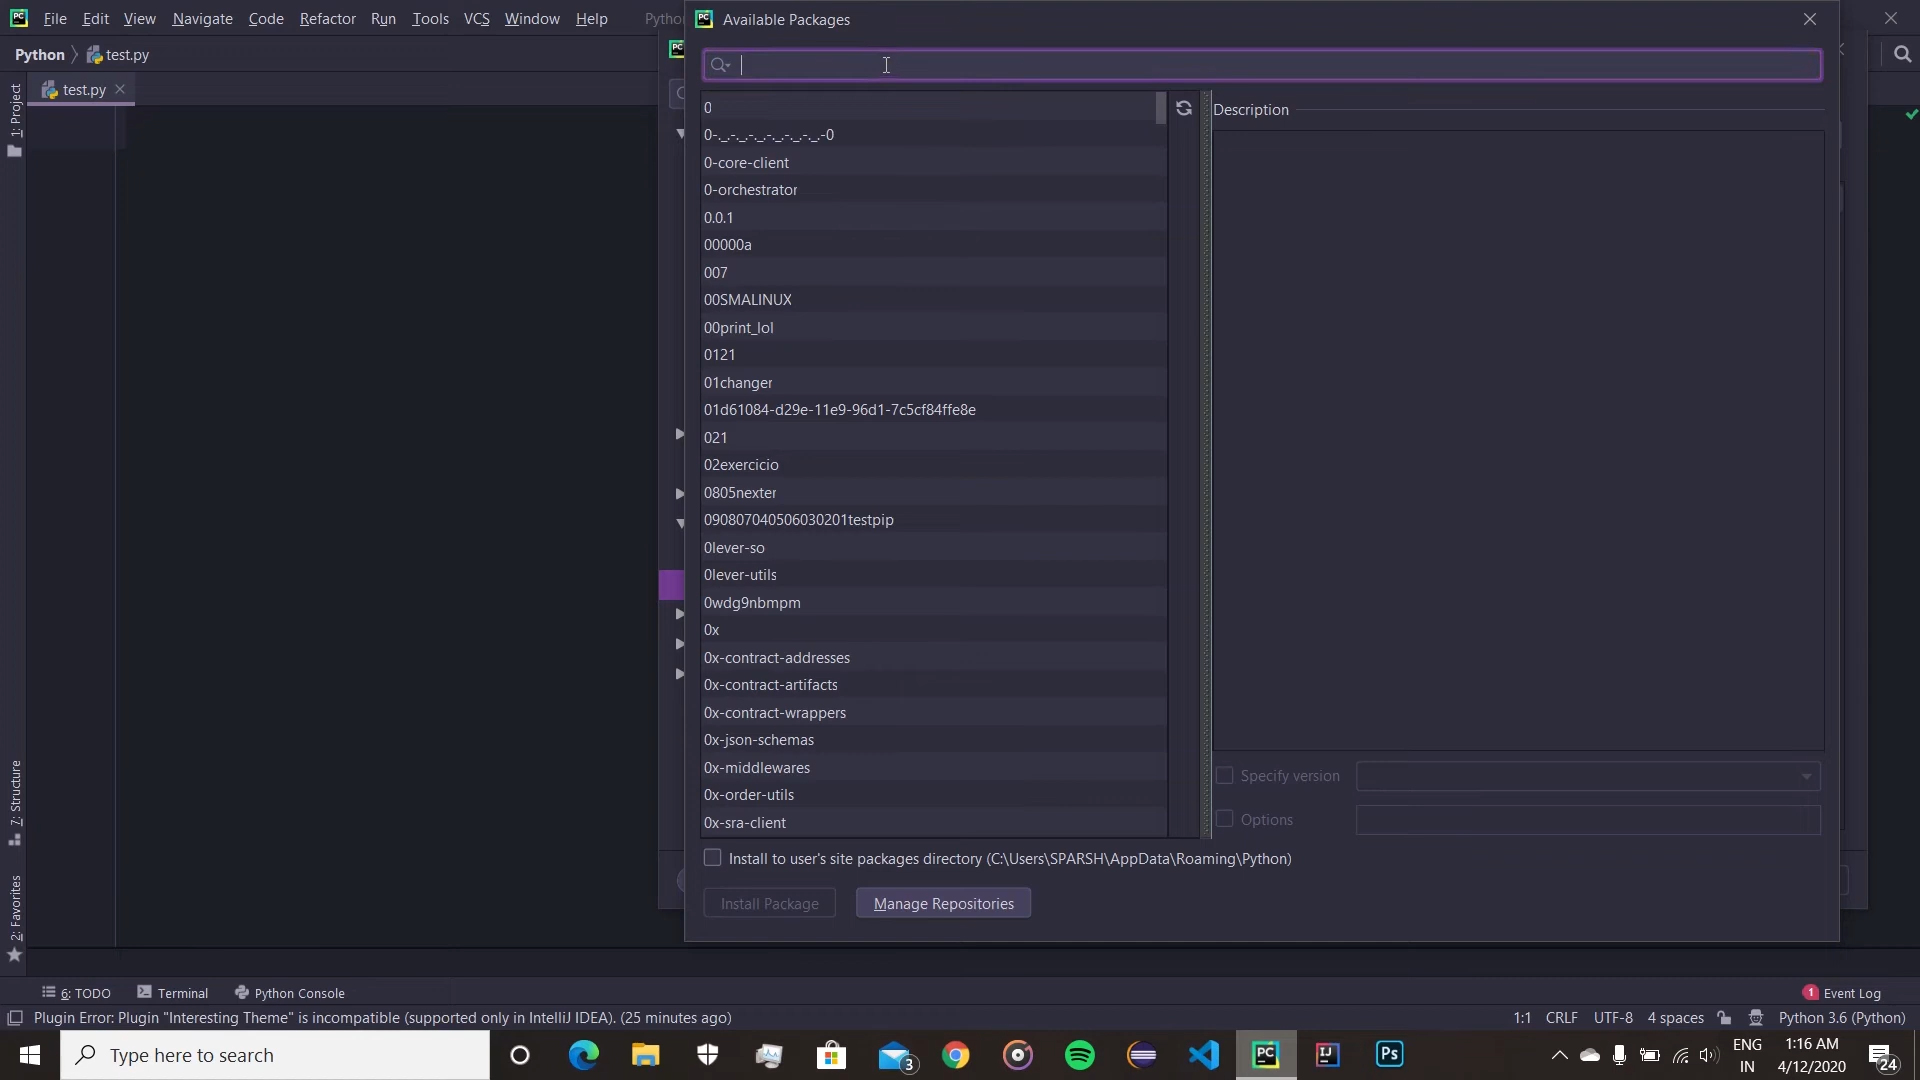 File Edit View Navigate Code Refactor Run Tools VCS Window Help
Available Packages
Python test.py
test.py
1: Project
7: Structure
2: Favorites
0
0-._.-._.-._.-._.-._.-._.-0
0-core-client
0-orchestrator
0.0.1
00000a
007
00SMALINUX
00print_lol
0121
01changer
01d61084-d29e-11e9-96d1-7c5cf84ffe8e
021
02exercicio
0805nexter
090807040506030201testpip
0lever-so
0lever-utils
0wdg9nbmpm
0x
0x-contract-addresses
0x-contract-artifacts
0x-contract-wrappers
0x-json-schemas
0x-middlewares
0x-order-utils
0x-sra-client
Description
Specify version
Options
Install to user's site packages directory (C:\Users\SPARSH\AppData\Roaming\Python)
Install Package Manage Repositories
6: TODO Terminal Python Console 1 Event Log
Plugin Error: Plugin "Interesting Theme" is incompatible (supported only in IntelliJ IDEA). (25 minutes ago) 1:1 CRLF UTF-8 4 spaces Python 3.6 (Python)
Type here to search
PC
IJ
Ps
3
ENG
IN
1:16 AM
4/12/2020
24